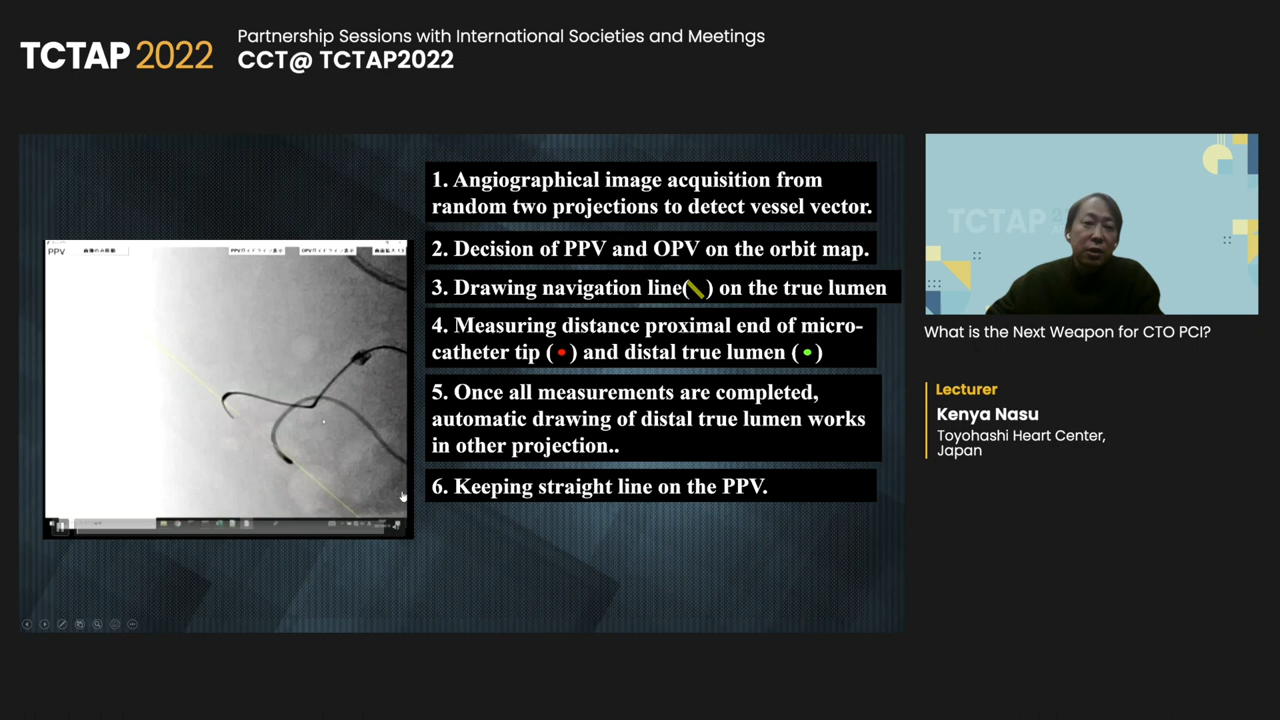 TCTAP 2022
Partnership Sessions with International Societies and Meetings
CCT@ TCTAP2022
PPV
1. Angiographical image acquisition from
random two projections to detect vessel vector.
2. Decision of PPV and OPV on the orbit map.
3. Drawing navigation line( ) on the true lumen
4. Measuring distance proximal end of micro-
catheter tip ( ) and distal true lumen ( )
5. Once all measurements are completed,
automatic drawing of distal true lumen works
in other projection..
6. Keeping straight line on the PPV.
TCTAP
What is the Next Weapon for CTO PCI?
Lecturer
Kenya Nasu
Toyohashi Heart Center,
Japan